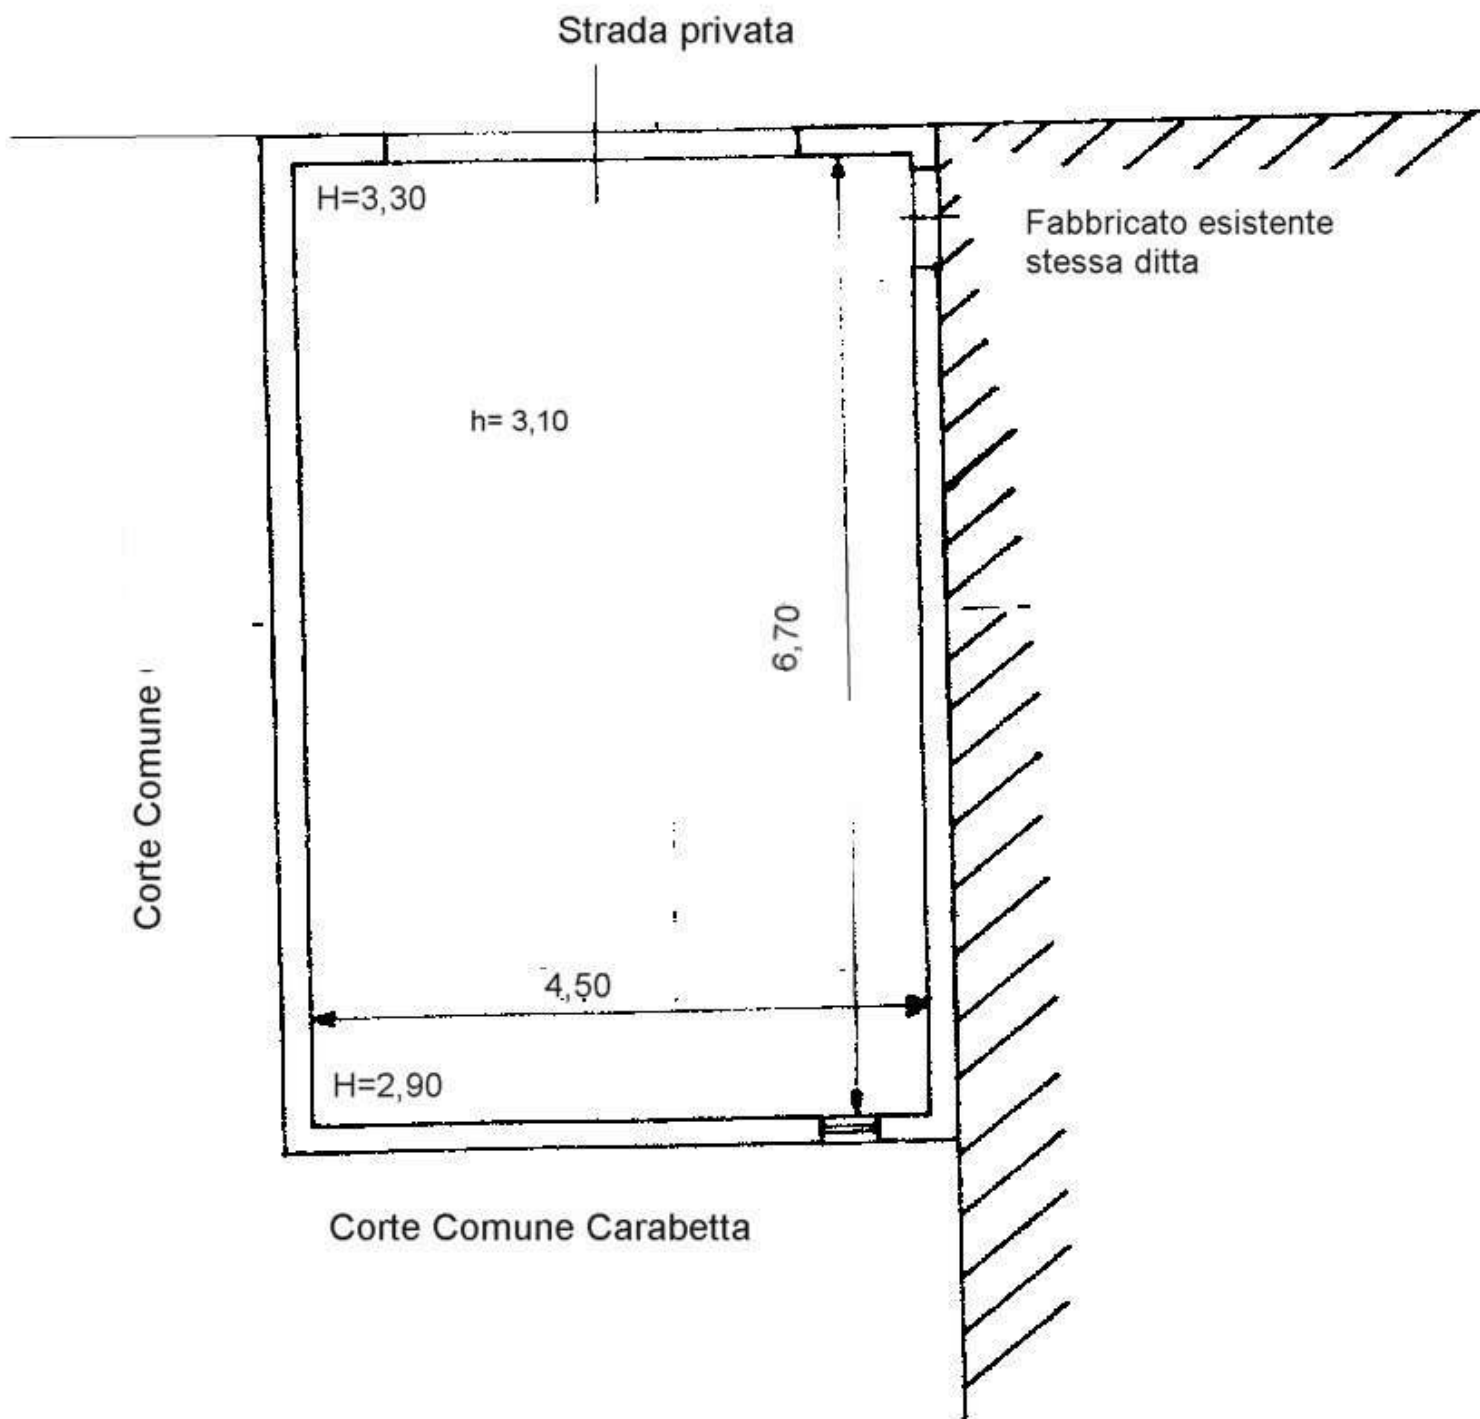 Strada privata
H=3,30
Fabbricato esistente
stessa ditta
h= 3,10
6,70
Corte Comune
4,50
H=2,90
Corte Comune Carabetta